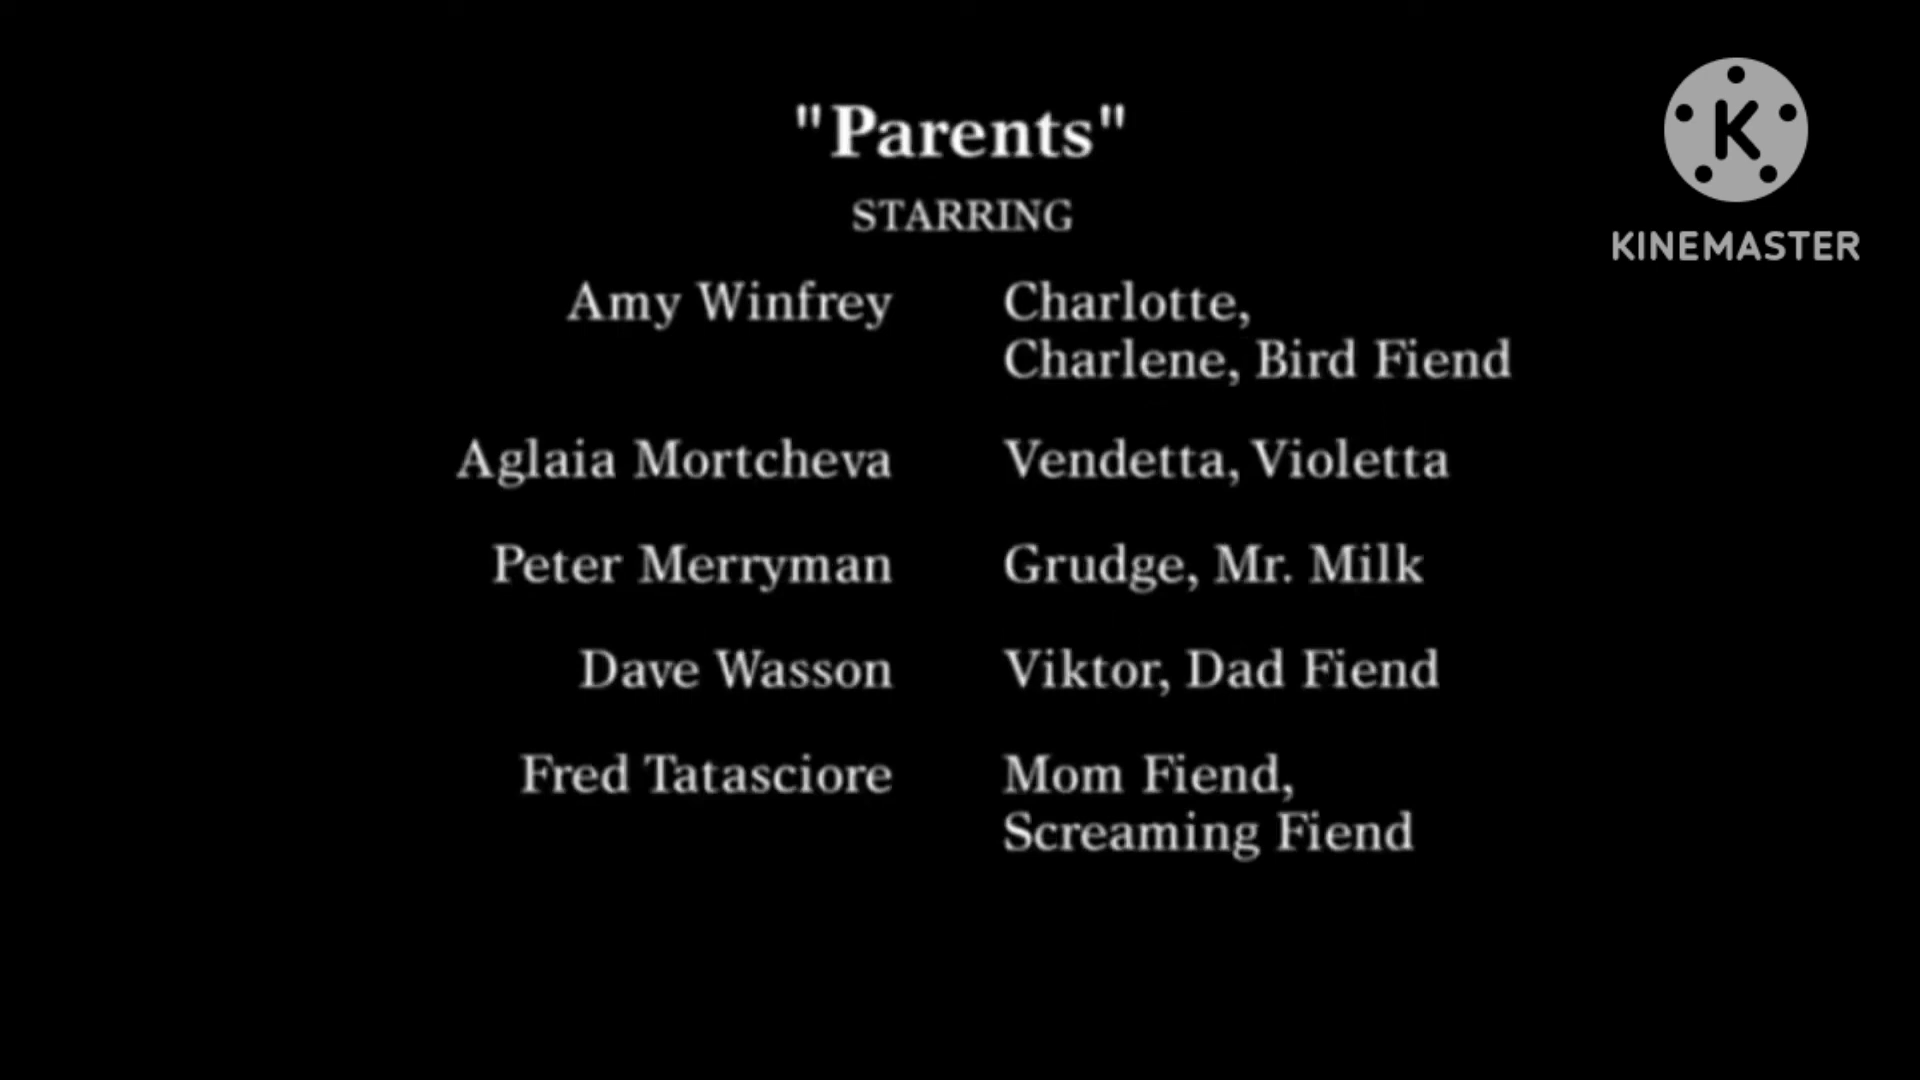 "Parents"
STARRING
Amy Winfrey Charlotte,
Charlene, Bird Fiend
Aglaia Mortcheva Vendetta, Violetta
Peter Merryman Grudge, Mr. Milk
Dave Wasson Viktor, Dad Fiend
Fred Tatasciore Mom Fiend,
Screaming Fiend
K
KINEMASTER